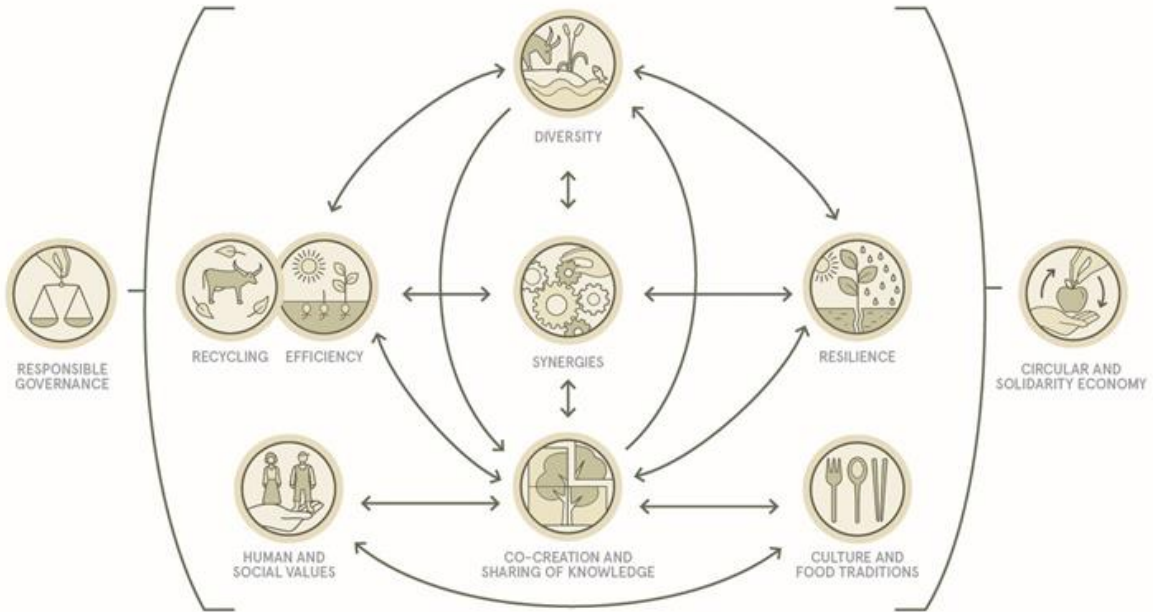 DIVERSITY
RESPONSIBLE
GOVERNANCE
RECYCLING
EFFICIENCY
SYNERGIES
RESILIENCE
CIRCULAR AND
SOLIDARITY ECONOMY
HUMAN AND
SOCIAL VALUES
CO-CREATION AND
SHARING OF KNOWLEDGE
CULTURE AND
FOOD TRADITIONS